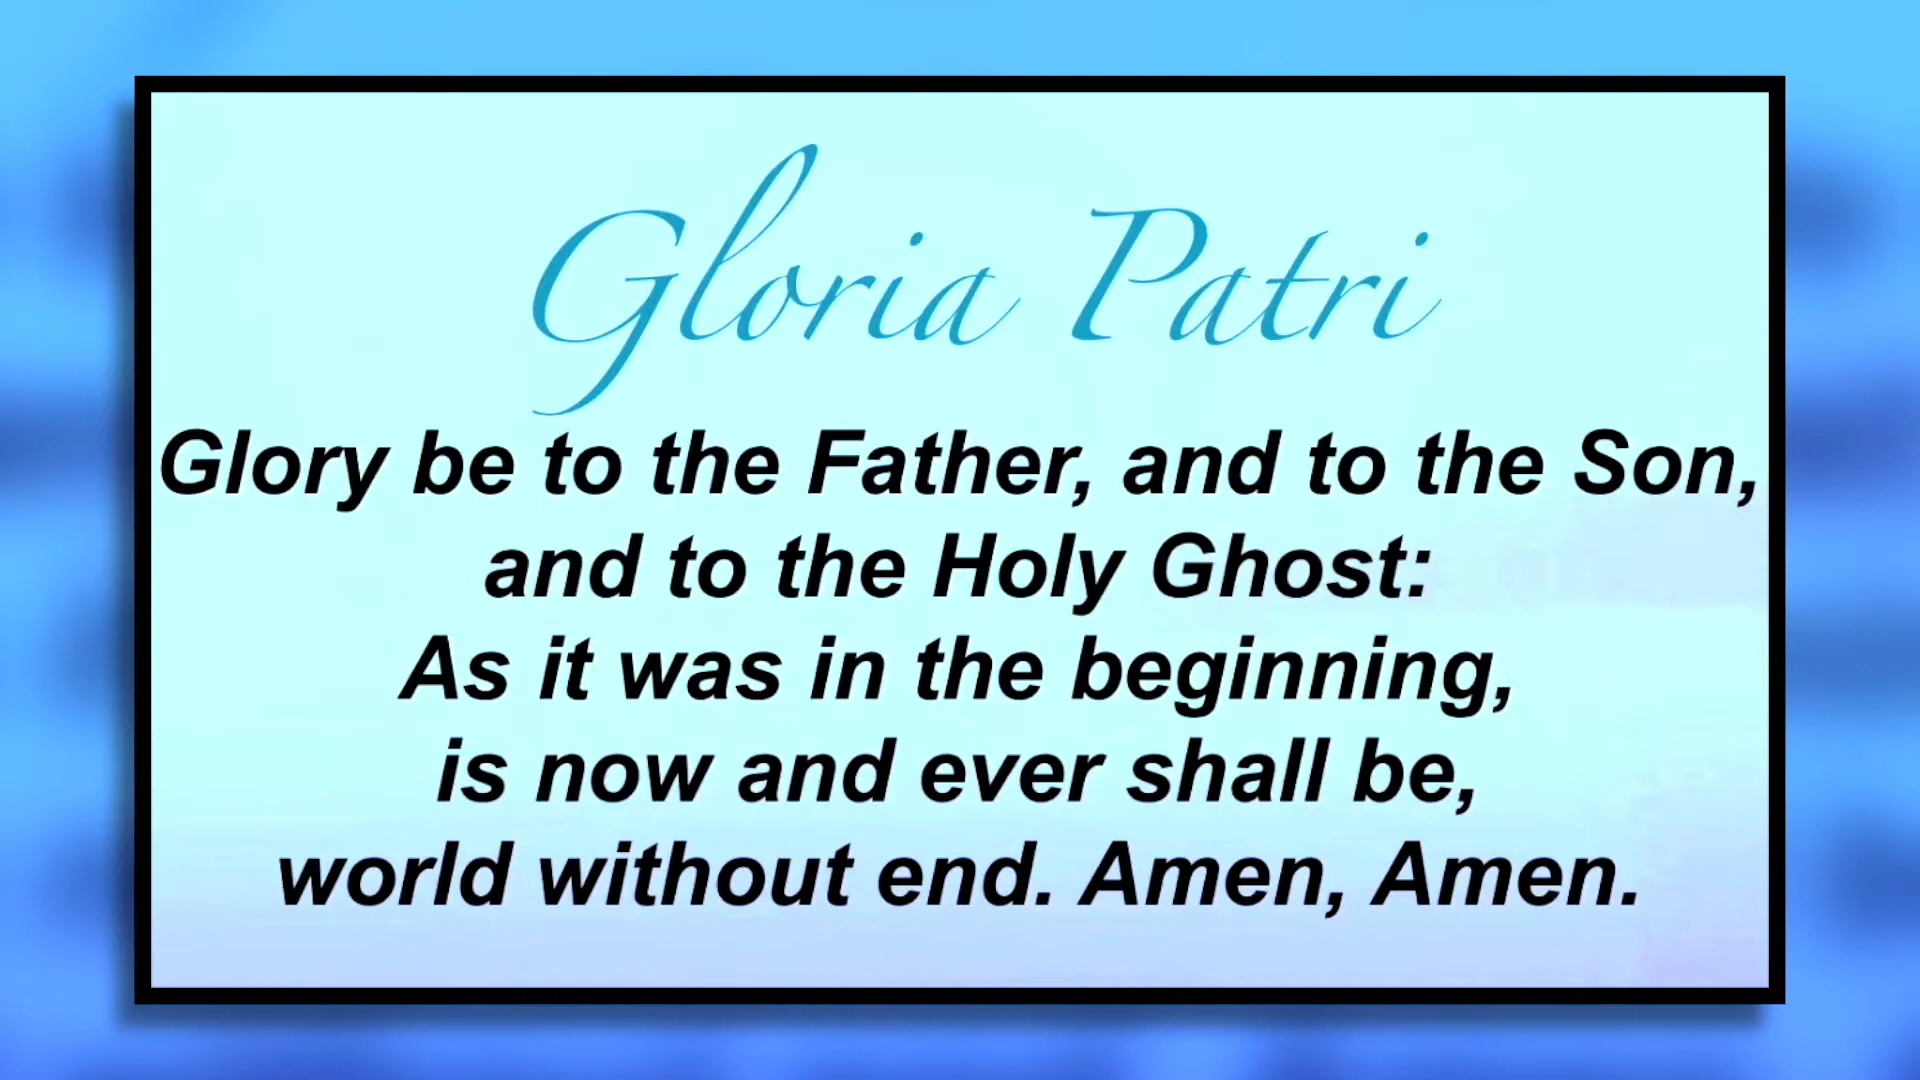 Gloria Patri
Glory be to the Father, and to the Son,
and to the Holy Ghost:
As it was in the beginning,
is now and ever shall be,
world without end. Amen, Amen.